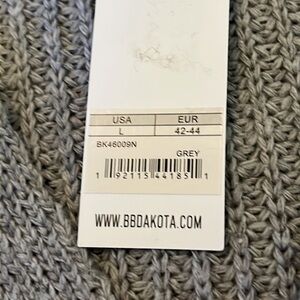 USA EUR
L 42-44
BK46009N
GREY
1 92115 44185 1
WWW.BBDAKOTA.COM